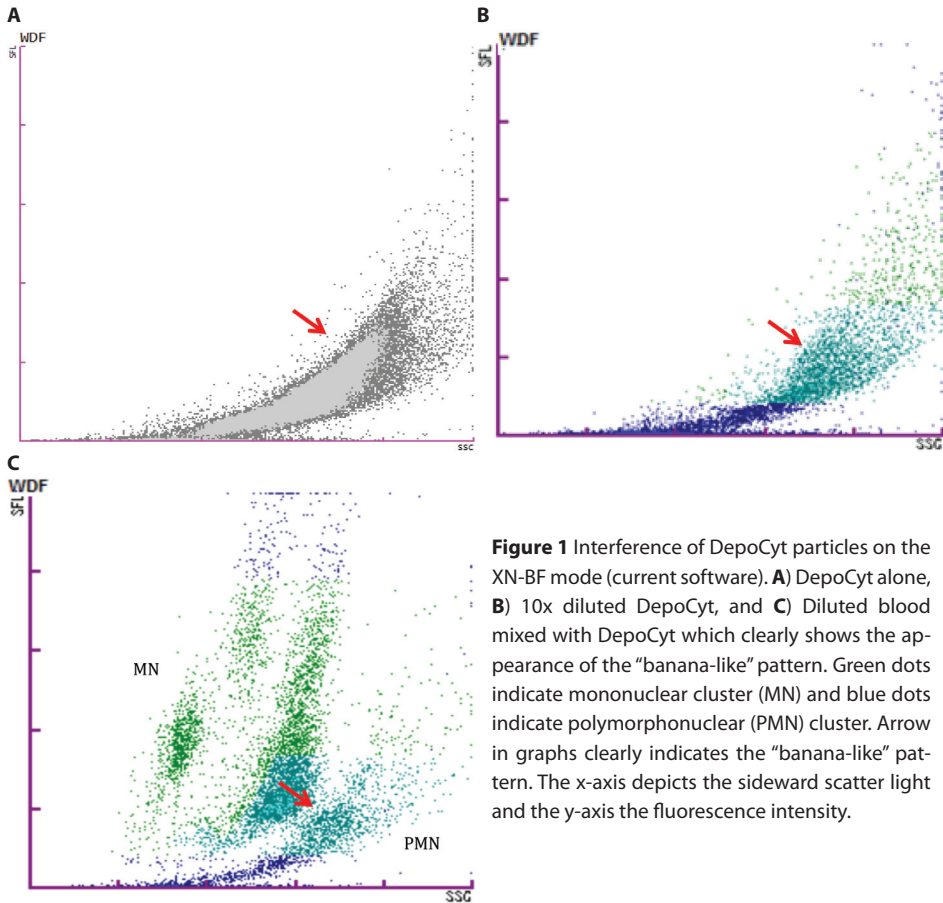 A
WDF
SFL
SSC
B
WDF
SFL
SSC
C
WDF
SFL
MN
PMN
SSC
Figure 1 Interference of DepoCyt particles on the
XN-BF mode (current software). A) DepoCyt alone,
B) 10x diluted DepoCyt, and C) Diluted blood
mixed with DepoCyt which clearly shows the ap-
pearance of the “banana-like” pattern. Green dots
indicate mononuclear cluster (MN) and blue dots
indicate polymorphonuclear (PMN) cluster. Arrow
in graphs clearly indicates the “banana-like” pat-
tern. The x-axis depicts the sideward scatter light
and the y-axis the fluorescence intensity.